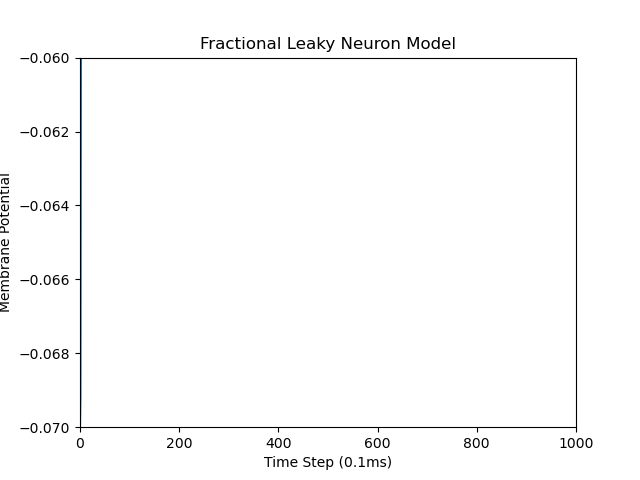 Fractional Leaky Neuron Model
−0.060
−0.062
−0.064
−0.066
−0.068
−0.070
Membrane Potential
0 200 400 600 800 1000
Time Step (0.1ms)